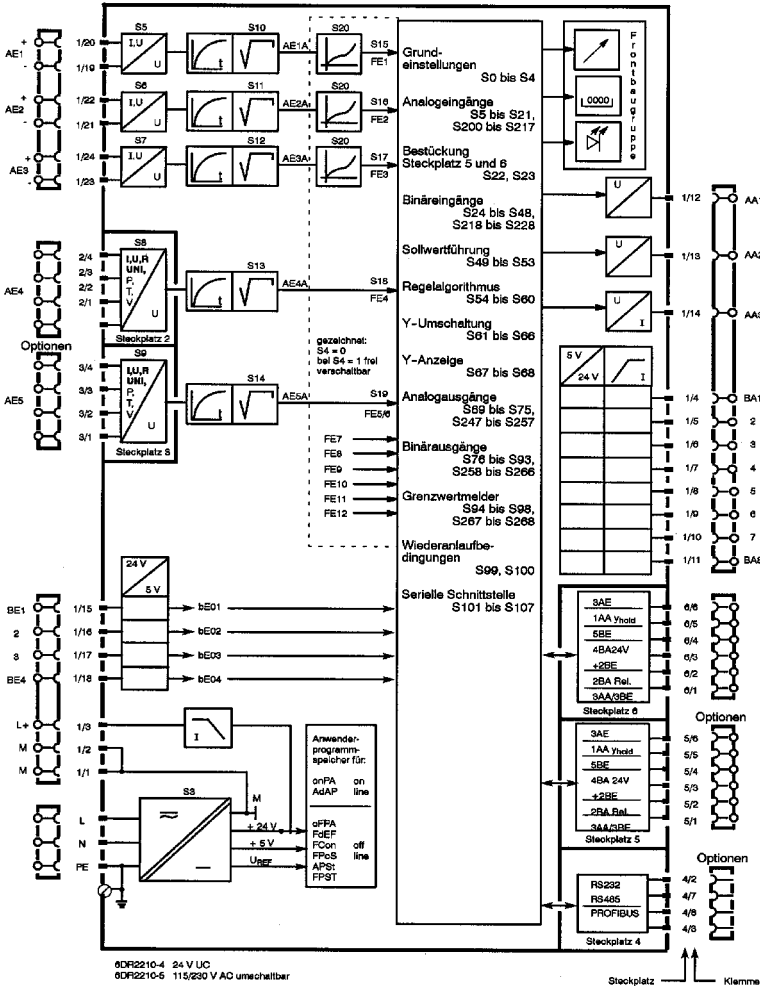 AE1
+
-
1/20
1/19
S5
I,U
U
S10
t
AE1A
S20
S15
FE1
AE2
+
-
1/22
1/21
S6
I,U
U
S11
t
AE2A
S20
S16
FE2
AE3
+
-
1/24
1/23
S7
I,U
U
S12
t
AE3A
S20
S17
FE3
AE4
2/4
2/3
2/2
2/1
S8
I,U,R
UNI,
P,
T,
V,
U
Steckplatz 2
S13
AE4A
S18
FE4
Optionen
AE5
3/4
3/3
3/2
3/1
S9
I,U,R
UNI,
P,
T,
V,
U
Steckplatz 3
S14
AE5A
S19
FE5/6
gezeichnet:
S4 = 0
bei S4 = 1 frei
verschaltbar
FE7
FE8
FE9
FE10
FE11
FE12
BE1
2
3
BE4
1/15
1/16
1/17
1/18
24 V
5 V
bE01
bE02
bE03
bE04
L+
M
M
1/3
1/2
1/1
I
L
N
PE
S3
M
+ 24 V
+ 5 V
UREF
Anwender-
programm-
speicher für:
onPA on
AdAP line
oFPA
FdEF
FCon off
FPoS line
APSt
FPST
Grund-
einstellungen
S0 bis S4
Analogeingänge
S5 bis S21,
S200 bis S217
Bestückung
Steckplatz 5 und 6
S22, S23
Binäreingänge
S24 bis S48,
S218 bis S228
Sollwertführung
S49 bis S53
Regelalgorithmus
S54 bis S60
Y-Umschaltung
S61 bis S66
Y-Anzeige
S67 bis S68
Analogausgänge
S69 bis S75,
S247 bis S257
Binärausgänge
S76 bis S93,
S258 bis S266
Grenzwertmelder
S94 bis S98,
S267 bis S268
Wiederanlaufbe-
dingungen
S99, S100
Serielle Schnittstelle
S101 bis S107
Frontbaugruppe
0000
U
I
1/12
AA1
U
1/13
AA2
U
I
1/14
AA3
5 V
24 V
I
1/4
BA1
1/5
2
1/6
3
1/7
4
1/8
5
1/9
6
1/10
7
1/11
BA8
3AE
1AA yhold
5BE
4BA24V
+2BE
2BA Rel.
3AA/3BE
Steckplatz 6
6/6
6/5
6/4
6/3
6/2
6/1
Optionen
3AE
1AA yhold
5BE
4BA 24V
+2BE
2BA Rel.
3AA/3BE
Steckplatz 5
5/6
5/5
5/4
5/3
5/2
5/1
Optionen
RS232
RS485
PROFIBUS
Steckplatz 4
4/2
4/7
4/8
4/3
6DR2210-4 24 V UC
6DR2210-5 115/230 V AC umschaltbar
Steckplatz
Klemme